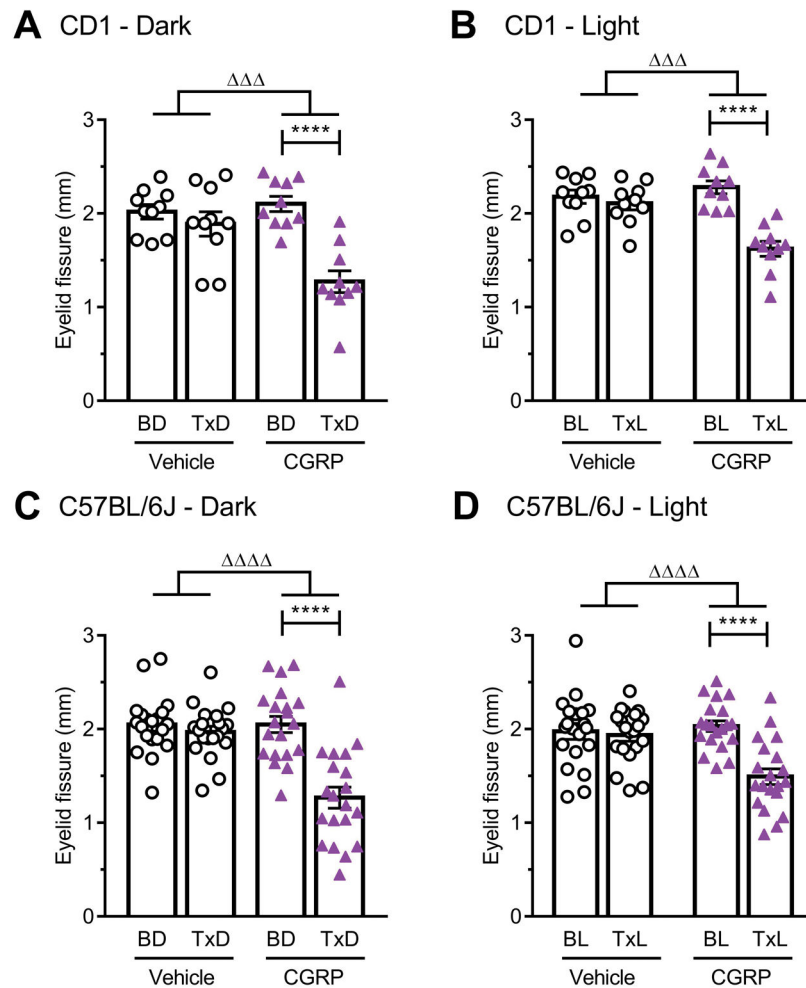 A CD1 - Dark
ΔΔΔ
****
Eyelid fissure (mm)
3
2
1
0
BD TxD BD TxD
Vehicle CGRP
B CD1 - Light
ΔΔΔ
****
Eyelid fissure (mm)
3
2
1
0
BL TxL BL TxL
Vehicle CGRP
C C57BL/6J - Dark
ΔΔΔΔ
****
Eyelid fissure (mm)
3
2
1
0
BD TxD BD TxD
Vehicle CGRP
D C57BL/6J - Light
ΔΔΔΔ
****
Eyelid fissure (mm)
3
2
1
0
BL TxL BL TxL
Vehicle CGRP